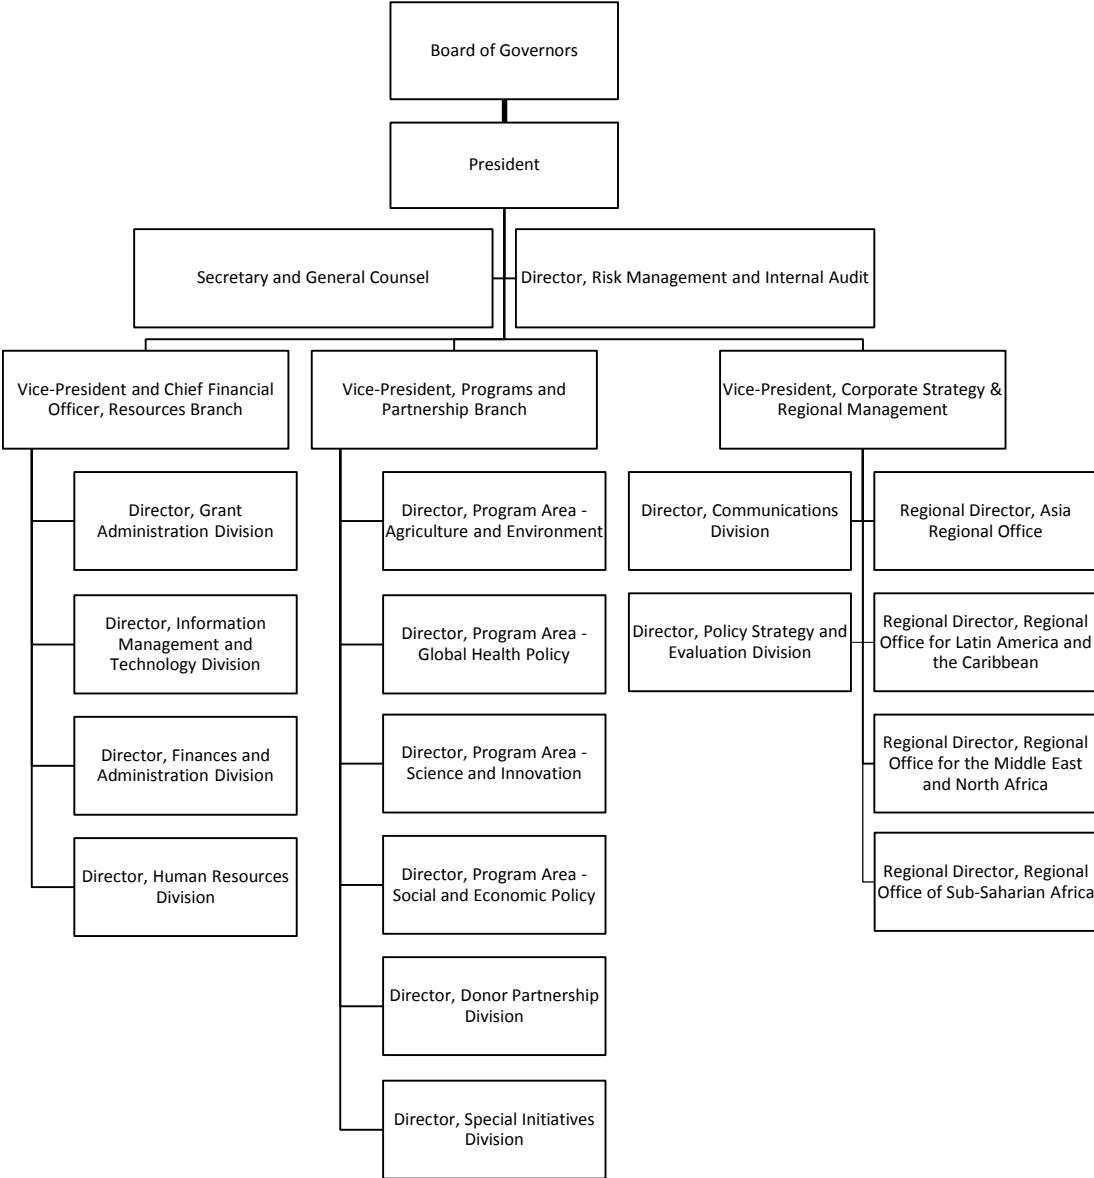 Board of Governors
President
Secretary and General Counsel
Director, Risk Management and Internal Audit
Vice-President and Chief Financial
Officer, Resources Branch
Vice-President, Programs and
Partnership Branch
Vice-President, Corporate Strategy &
Regional Management
Director, Grant
Administration Division
Director, Information
Management and
Technology Division
Director, Finances and
Administration Division
Director, Human Resources
Division
Director, Program Area -
Agriculture and Environment
Director, Program Area -
Global Health Policy
Director, Program Area -
Science and Innovation
Director, Program Area -
Social and Economic Policy
Director, Donor Partnership
Division
Director, Special Initiatives
Division
Director, Communications
Division
Director, Policy Strategy and
Evaluation Division
Regional Director, Asia
Regional Office
Regional Director, Regional
Office for Latin America and
the Caribbean
Regional Director, Regional
Office for the Middle East
and North Africa
Regional Director, Regional
Office of Sub-Saharian Africa